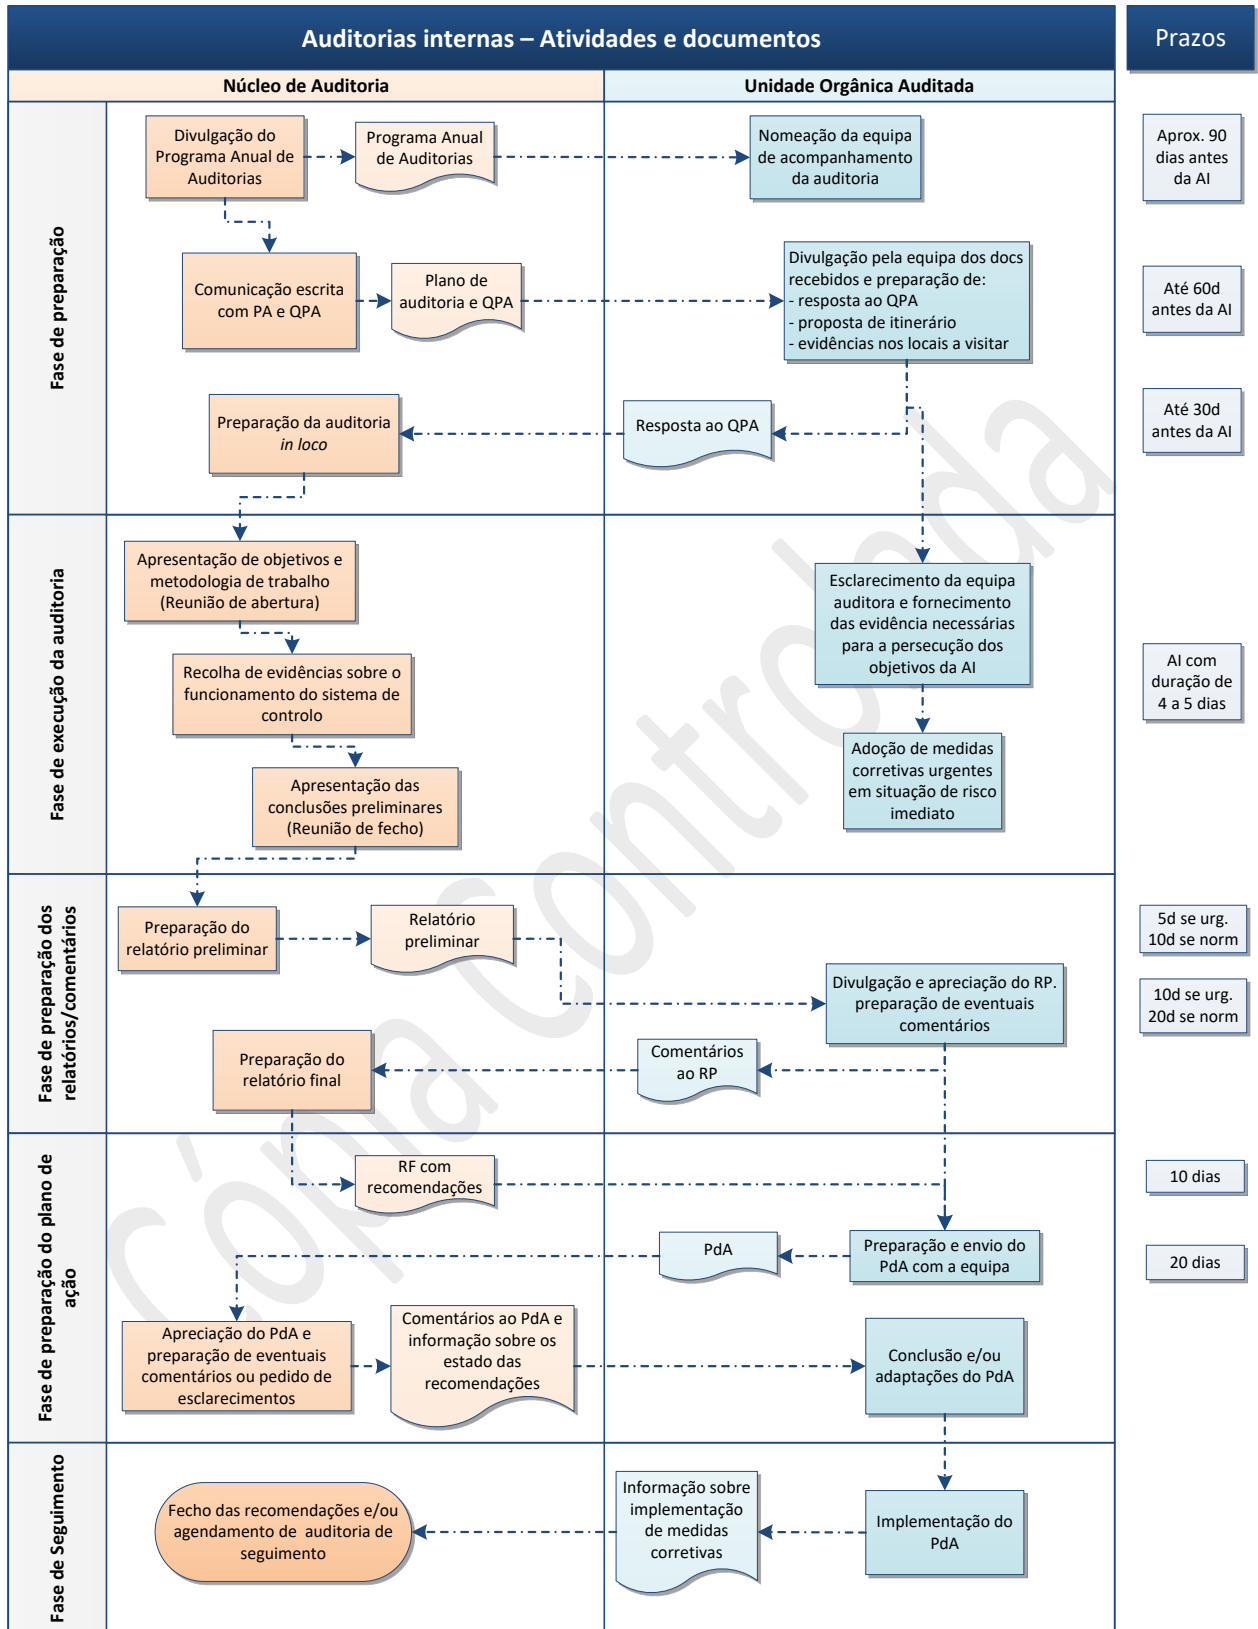 Auditorias internas – Atividades e documentos
Prazos
Núcleo de Auditoria
Unidade Orgânica Auditada
Fase de preparação
Divulgação do
Programa Anual de
Auditorias
Programa Anual
de Auditorias
Nomeação da equipa
de acompanhamento
da auditoria
Aprox. 90
dias antes
da AI
Comunicação escrita
com PA e QPA
Plano de
auditoria e QPA
Divulgação pela equipa dos docs
recebidos e preparação de:
- resposta ao QPA
- proposta de itinerário
- evidências nos locais a visitar
Até 60d
antes da AI
Preparação da auditoria
in loco
Resposta ao QPA
Até 30d
antes da AI
Fase de execução da auditoria
Apresentação de objetivos e
metodologia de trabalho
(Reunião de abertura)
Esclarecimento da equipa
auditora e fornecimento
das evidência necessárias
para a persecução dos
objetivos da AI
Recolha de evidências sobre o
funcionamento do sistema de
controlo
AI com
duração de
4 a 5 dias
Apresentação das
conclusões preliminares
(Reunião de fecho)
Adoção de medidas
corretivas urgentes
em situação de risco
imediato
Fase de preparação dos
relatórios/comentários
Preparação do
relatório preliminar
Relatório
preliminar
5d se urg.
10d se norm
Divulgação e apreciação do RP.
preparação de eventuais
comentários
10d se urg.
20d se norm
Preparação do
relatório final
Comentários
ao RP
Fase de preparação do plano de
ação
RF com
recomendações
10 dias
PdA
Preparação e envio do
PdA com a equipa
20 dias
Apreciação do PdA e
preparação de eventuais
comentários ou pedido de
esclarecimentos
Comentários ao PdA e
informação sobre os
estado das
recomendações
Conclusão e/ou
adaptações do PdA
Fase de Seguimento
Fecho das recomendações e/ou
agendamento de auditoria de
seguimento
Informação sobre
implementação
de medidas
corretivas
Implementação do
PdA
Cópia Controlada